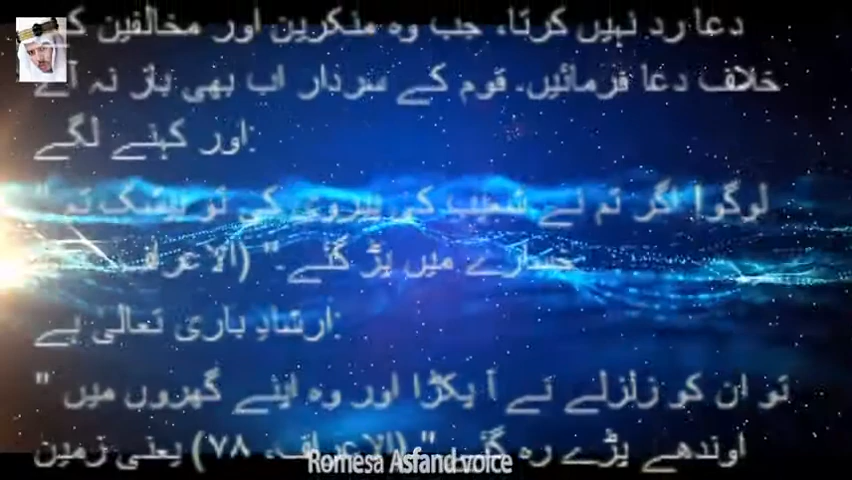 دعا رد نہیں کرتا، جب وہ منکرین اور مخالفین کے
خلاف دعا فرمائیں۔ قوم کے سردار اب بھی باز نہ آئے
اور کہنے لگے:
لوگو! اگر تم نے شعیب کی پیروی کی تو بیشک تم "
خسارے میں پڑ گئے۔" (الاعراف،
ارشادِ باری تعالی ہے:
تو ان کو زلزلے نے آ پکڑا اور وہ اپنے گھروں میں "
اوندھے پڑے رہ گئے۔" (الاعراف، ۷۸) یعنی زمین
Romesa Asfand voice